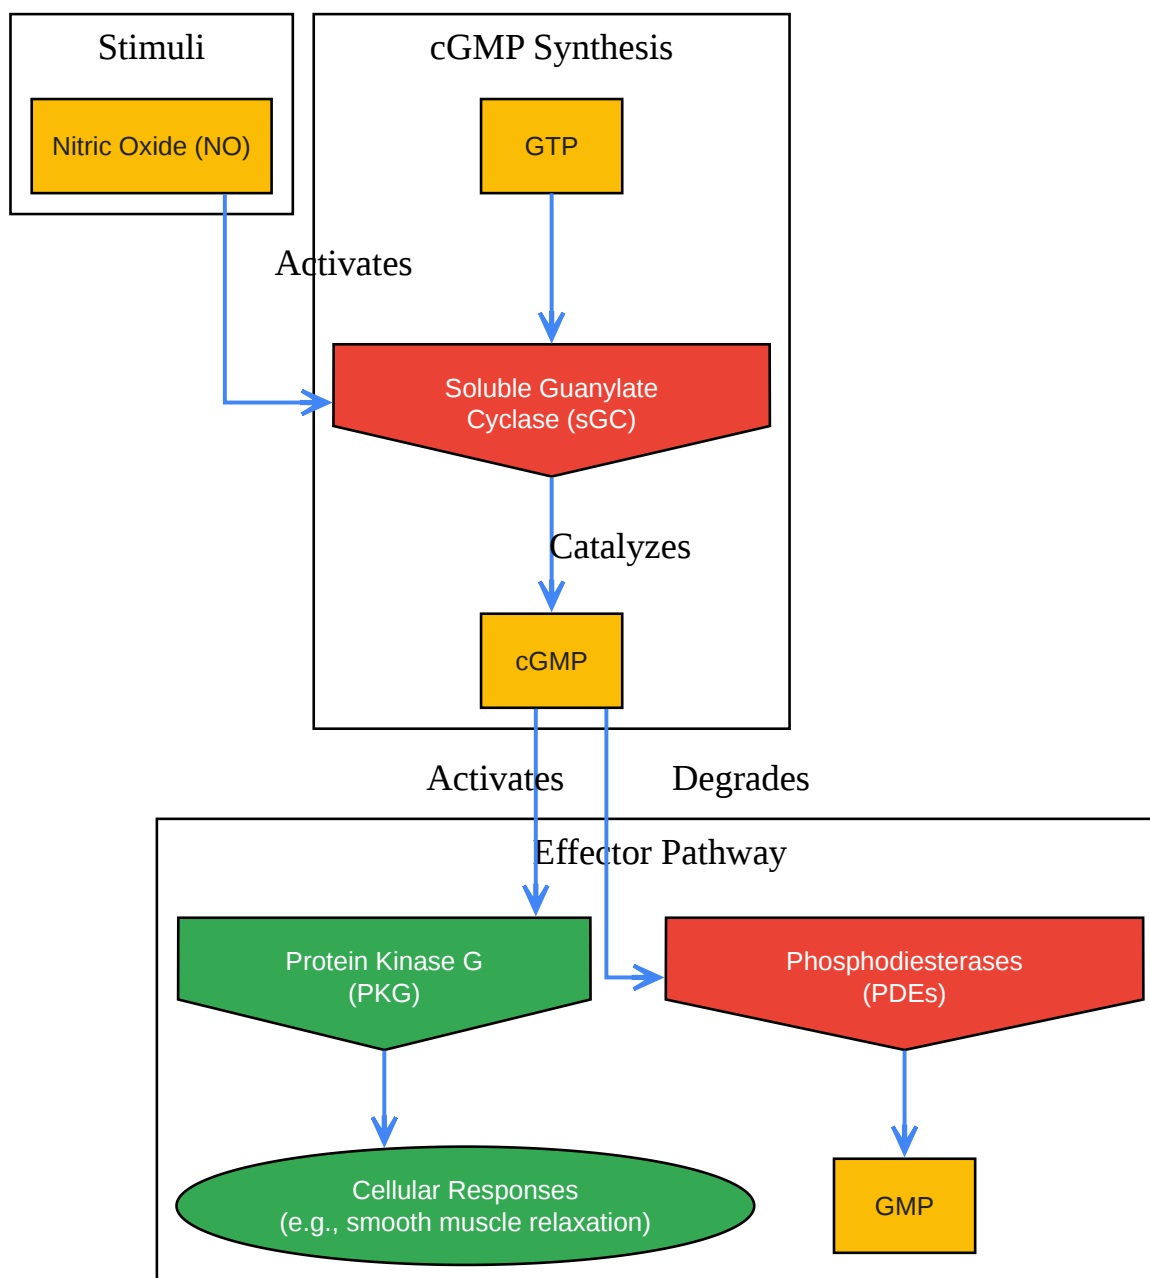 Stimuli
cGMP Synthesis
Nitric Oxide (NO)
GTP
Activates
Soluble Guanylate
Cyclase (sGC)
Catalyzes
cGMP
Activates
Degrades
Effector Pathway
Protein Kinase G
(PKG)
Phosphodiesterases
(PDEs)
Cellular Responses
(e.g., smooth muscle relaxation)
GMP